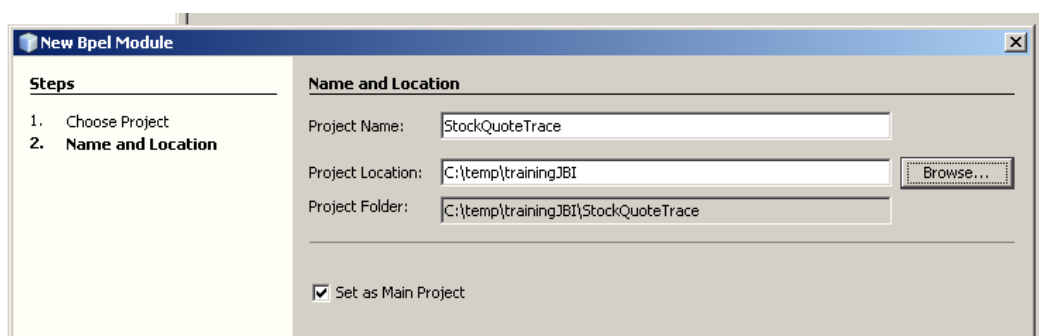 New Bpel Module
Steps
1. Choose Project
2. Name and Location
Name and Location
Project Name: StockQuoteTrace
Project Location: C:\temp\trainingJBI Browse...
Project Folder: C:\temp\trainingJBI\StockQuoteTrace
Set as Main Project